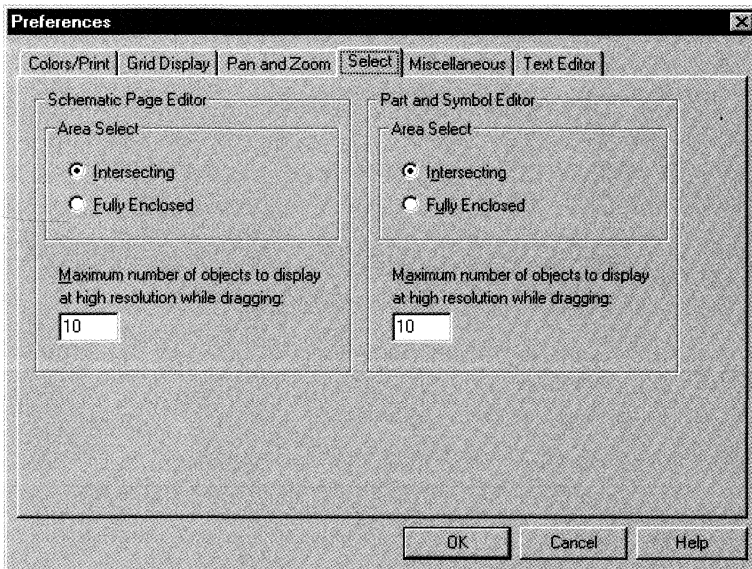 Preferences
Colors/Print Grid Display Pan and Zoom Select Miscellaneous Text Editor
Schematic Page Editor
Area Select
Intersecting
Fully Enclosed
Maximum number of objects to display
at high resolution while dragging:
10
Part and Symbol Editor
Area Select
Intersecting
Fully Enclosed
Maximum number of objects to display
at high resolution while dragging:
10
OK Cancel Help